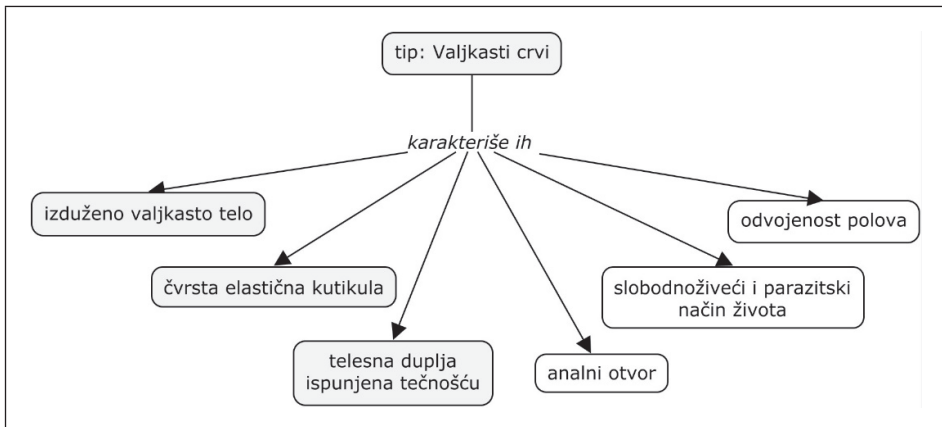 tip: Valjkasti crvi
karakteriše ih
izduženo valjkasto telo
čvrsta elastična kutikula
telesna duplja
ispunjena tečnošću
analni otvor
slobodnoživeći i parazitski
način života
odvojenost polova